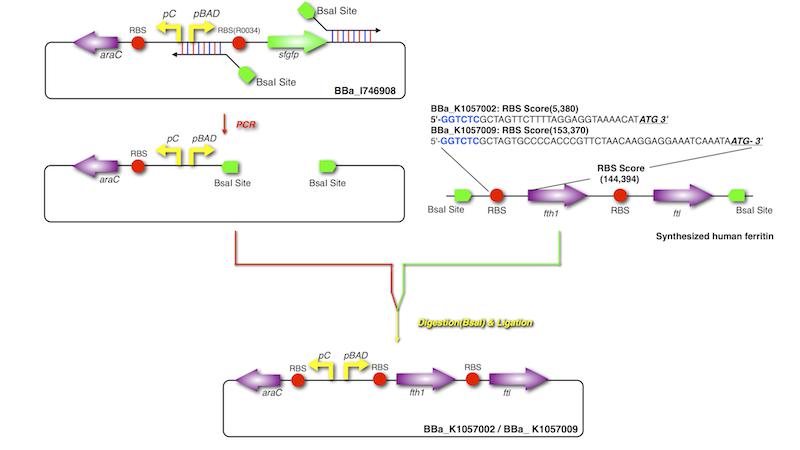 BsaI Site
pC pBAD
RBS RBS(R0034)
araC sfgfp
BsaI Site
BBa_I746908
PCR
pC pBAD
RBS
araC
BsaI Site BsaI Site
BBa_K1057002: RBS Score(5,380)
5'-GGTCTCGCTAGTTCTTTTAGGAGGTAAAACATATG 3'
BBa_K1057009: RBS Score(153,370)
5'-GGTCTCGCTAGTGCCCCACCCGTTCTAACAAGGAGGAAATCAAATAATG- 3'
RBS Score
(144,394)
BsaI Site RBS fth1 RBS ftl BsaI Site
Synthesized human ferritin
Digestion(BsaI) & Ligation
pC pBAD
RBS RBS RBS
araC fth1 ftl
BBa_K1057002 / BBa_ K1057009